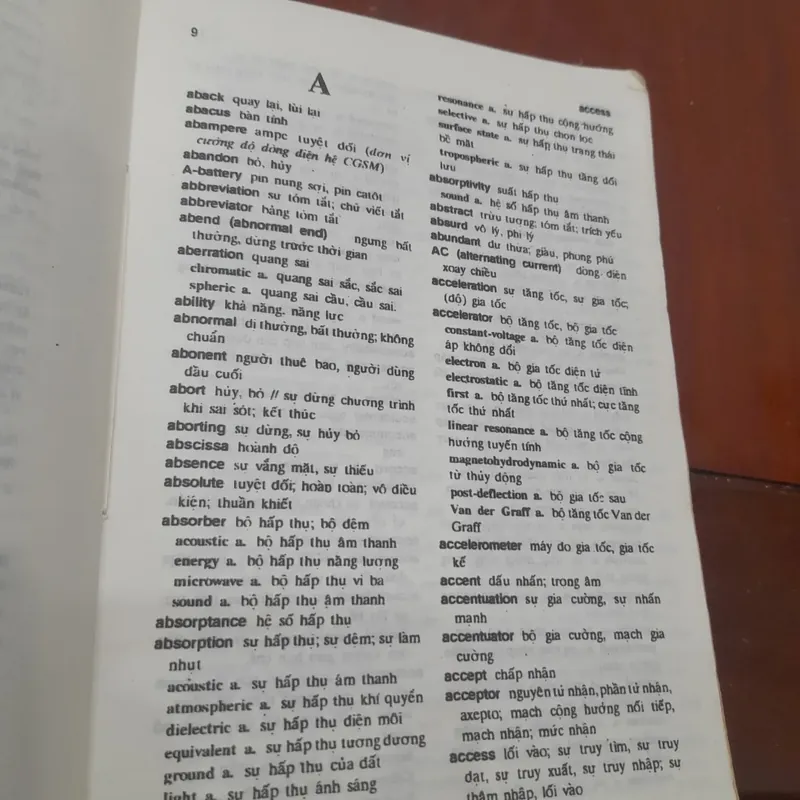 9
A
aback quay lại, lùi lại
abacus bàn tính
abampere ampe tuyệt đối (đơn vị
cường độ dòng điện hệ CGSM)
abandon bỏ, hủy
A-battery pin nung sợi, pin catôt
abbreviation sự tóm tắt; chữ viết tắt
abbreviator bảng tóm tắt
abend (abnormal end) ngưng bất
thường, dừng trước thời gian
aberration quang sai
chromatic a. quang sai sắc, sắc sai
spheric a. quang sai cầu, cầu sai.
ability khả năng, năng lực
abnormal dị thường, bất thường; không
chuẩn
abonent người thuê bao, người dùng
đầu cuối
abort hủy, bỏ // sự dừng chương trình
khi sai sót; kết thúc
aborting sự dừng, sự hủy bỏ
abscissa hoành độ
absence sự vắng mặt, sự thiếu
absolute tuyệt đối; hoàn toàn; vô điều
kiện; thuần khiết
absorber bộ hấp thụ; bộ đệm
acoustic a. bộ hấp thụ âm thanh
energy a. bộ hấp thụ năng lượng
microwave a. bộ hấp thụ vi ba
sound a. bộ hấp thụ âm thanh
absorptance hệ số hấp thụ
absorption sự hấp thụ; sự đệm; sự làm
nhụt
acoustic a. sự hấp thụ âm thanh
atmospheric a. sự hấp thụ khí quyển
dielectric a. sự hấp thụ điện môi
equivalent a. sự hấp thụ tương đương
ground a. sự hấp thụ của đất
light a. sự hấp thụ ánh sáng
access
resonance a. sự hấp thụ cộng hưởng
selective a. sự hấp thụ chọn lọc
surface state a. sự hấp thụ trạng thái
bề mặt
tropospheric a. sự hấp thụ tầng đối
lưu
absorptivity suất hấp thụ
sound a. hệ số hấp thụ âm thanh
abstract trừu tượng; tóm tắt; trích yếu
absurd vô lý, phi lý
abundant dư thừa; giàu, phong phú
AC (alternating current) dòng điện
xoay chiều
acceleration sự tăng tốc, sự gia tốc;
(độ) gia tốc
accelerator bộ tăng tốc, bộ gia tốc
constant-voltage a. bộ tăng tốc điện
áp không đổi
electron a. bộ gia tốc điện tử
electrostatic a. bộ tăng tốc điện tĩnh
first a. bộ tăng tốc thứ nhất; cực tăng
tốc thứ nhất
linear resonance a. bộ tăng tốc cộng
hưởng tuyến tính
magnetohydrodynamic a. bộ gia tốc
từ thủy động
post-deflection a. bộ gia tốc sau
Van der Graff a. bộ tăng tốc Van der
Graff
accelerometer máy đo gia tốc, gia tốc
kế
accent dấu nhấn; trọng âm
accentuation sự gia cường, sự nhấn
mạnh
accentuator bộ gia cường, mạch gia
cường
accept chấp nhận
acceptor nguyên tử nhận, phần tử nhận,
axepto; mạch cộng hưởng nối tiếp,
mạch nhận; mức nhận
access lối vào; sự truy tìm, sự truy
đạt, sự truy xuất, sự truy nhập; sự
thâm nhập, lối vào